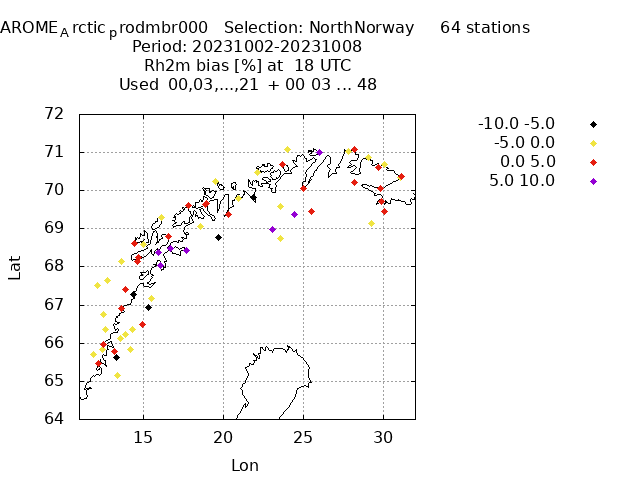 AROME_Arctic_prodmbr000 Selection: NorthNorway 64 stations
Period: 20231002-20231008
Rh2m bias [%] at 18 UTC
Used 00,03,...,21 + 00 03 ... 48
72
71
70
69
68
67
66
65
64
15 20 25 30
Lat
Lon
-10.0 -5.0
-5.0 0.0
0.0 5.0
5.0 10.0